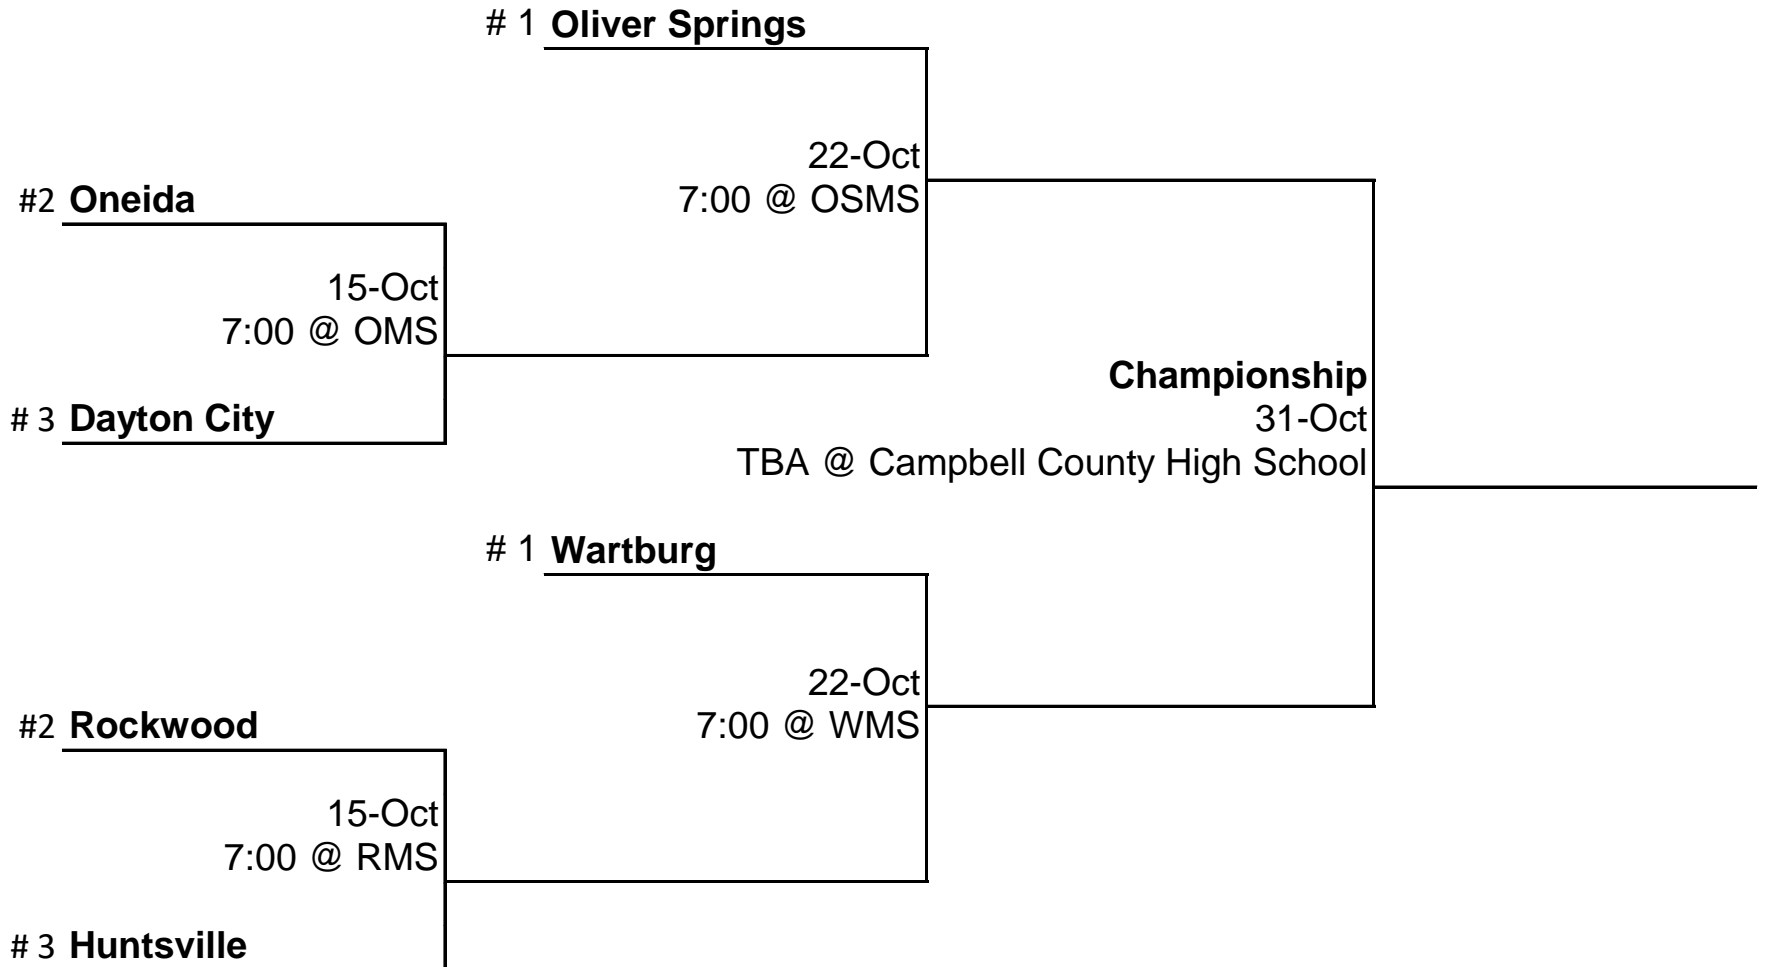 # 1 Oliver Springs
22-Oct
7:00 @ OSMS
#2 Oneida
15-Oct
7:00 @ OMS
# 3 Dayton City
Championship
31-Oct
TBA @ Campbell County High School
# 1 Wartburg
22-Oct
7:00 @ WMS
#2 Rockwood
15-Oct
7:00 @ RMS
# 3 Huntsville